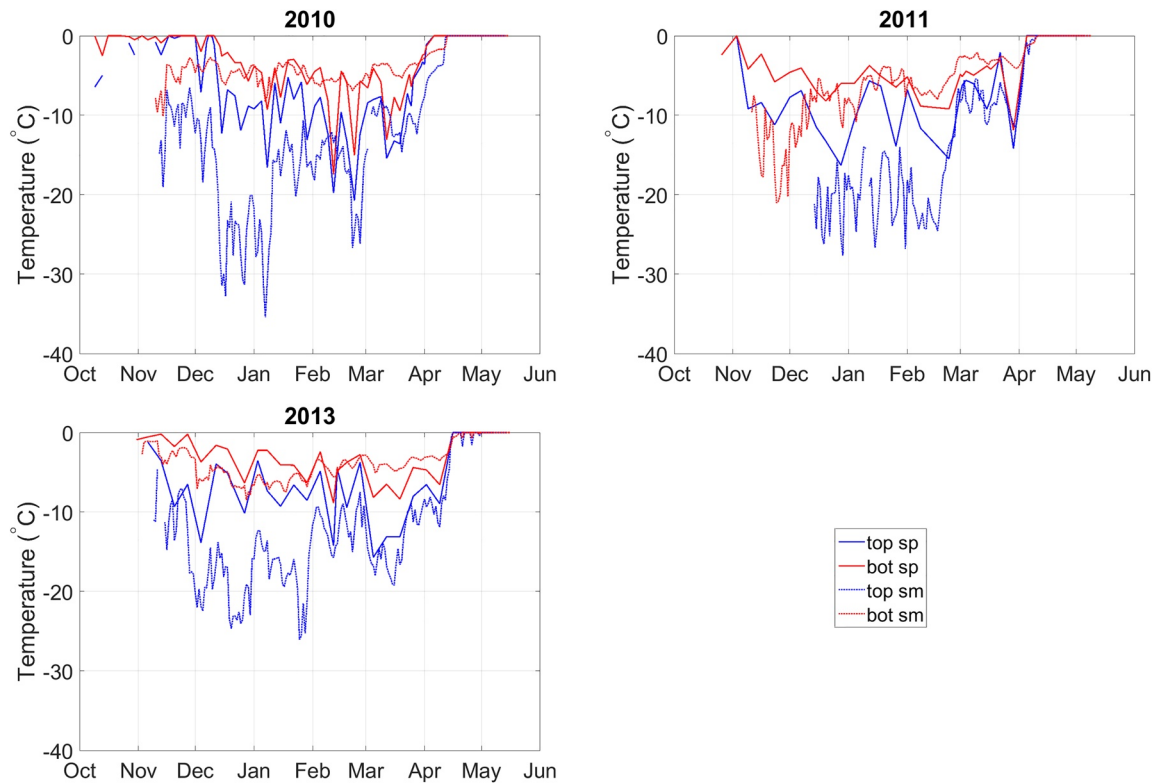 2010
0
-10
-20
-30
-40
Temperature (°C)
Oct Nov Dec Jan Feb Mar Apr May Jun
2011
0
-10
-20
-30
-40
Temperature (°C)
Oct Nov Dec Jan Feb Mar Apr May Jun
2013
0
-10
-20
-30
-40
Temperature (°C)
Oct Nov Dec Jan Feb Mar Apr May Jun
top sp
bot sp
top sm
bot sm